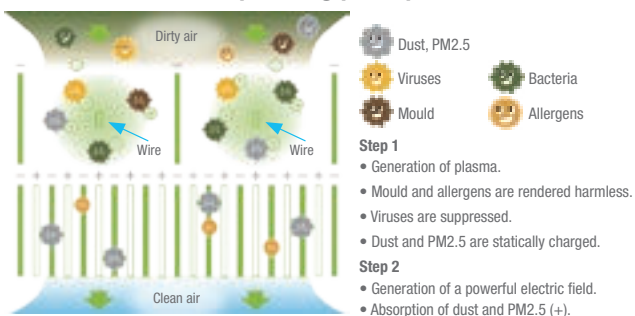 Dirty air
Wire
Wire
Clean air
Dust, PM2.5
Viruses
Bacteria
Mould
Allergens
Step 1
• Generation of plasma.
• Mould and allergens are rendered harmless.
• Viruses are suppressed.
• Dust and PM2.5 are statically charged.
Step 2
• Generation of a powerful electric field.
• Absorption of dust and PM2.5 (+).